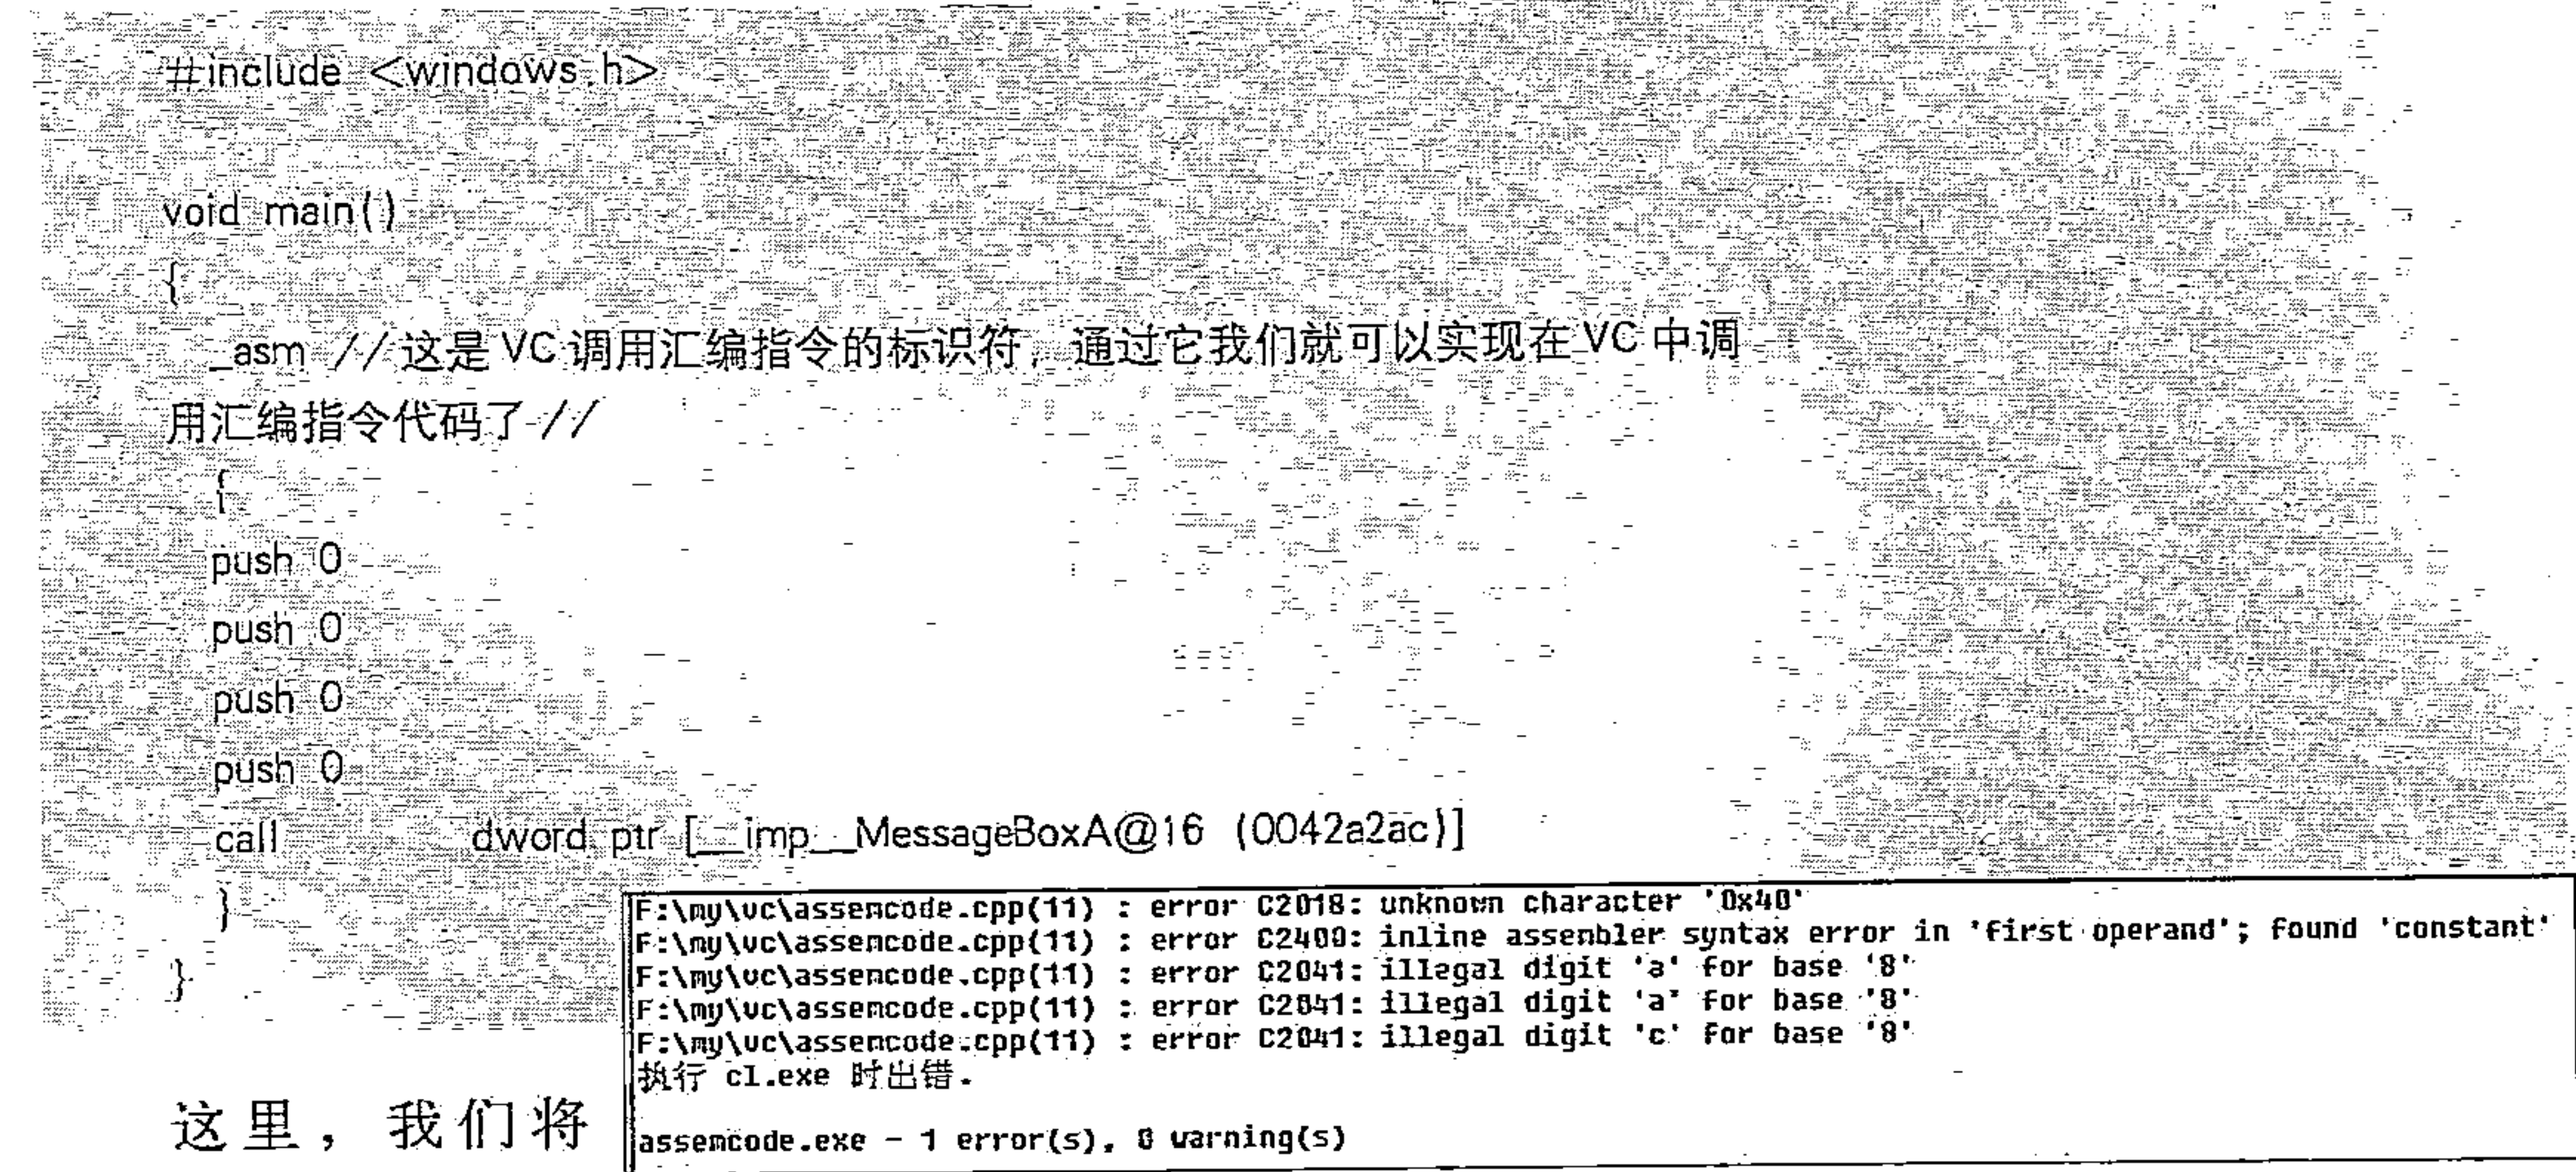 #include <windows.h>
void main()
{
_asm //这是VC调用汇编指令的标识符，通过它我们就可以实现在VC中调
用汇编指令代码了//
{
push 0
push 0
push 0
push 0
call dword ptr [__imp__MessageBoxA@16 (0042a2ac)]
}
}
F:\my\vc\assemcode.cpp(11) : error C2018: unknown character '0x40'
F:\my\vc\assemcode.cpp(11) : error C2400: inline assembler syntax error in 'first operand'; found 'constant'
F:\my\vc\assemcode.cpp(11) : error C2041: illegal digit 'a' for base '8'
F:\my\vc\assemcode.cpp(11) : error C2041: illegal digit 'a' for base '8'
F:\my\vc\assemcode.cpp(11) : error C2041: illegal digit 'c' for base '8'
执行 cl.exe 时出错.
assemcode.exe - 1 error(s), 0 warning(s)
这里，我们将